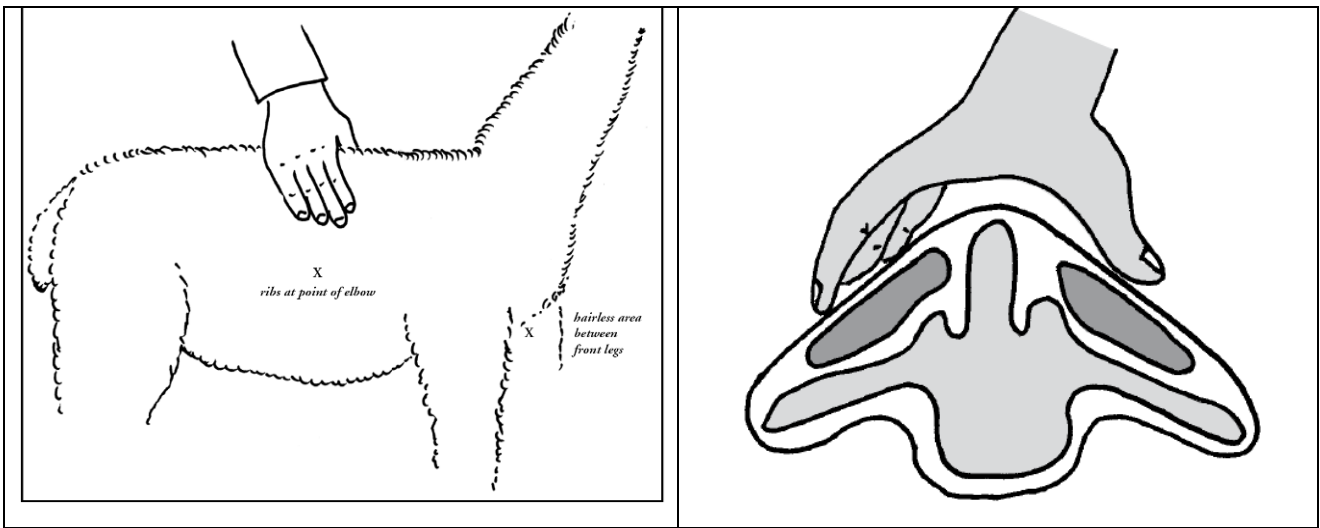 X
ribs at point of elbow
X
hairless area
between
front legs